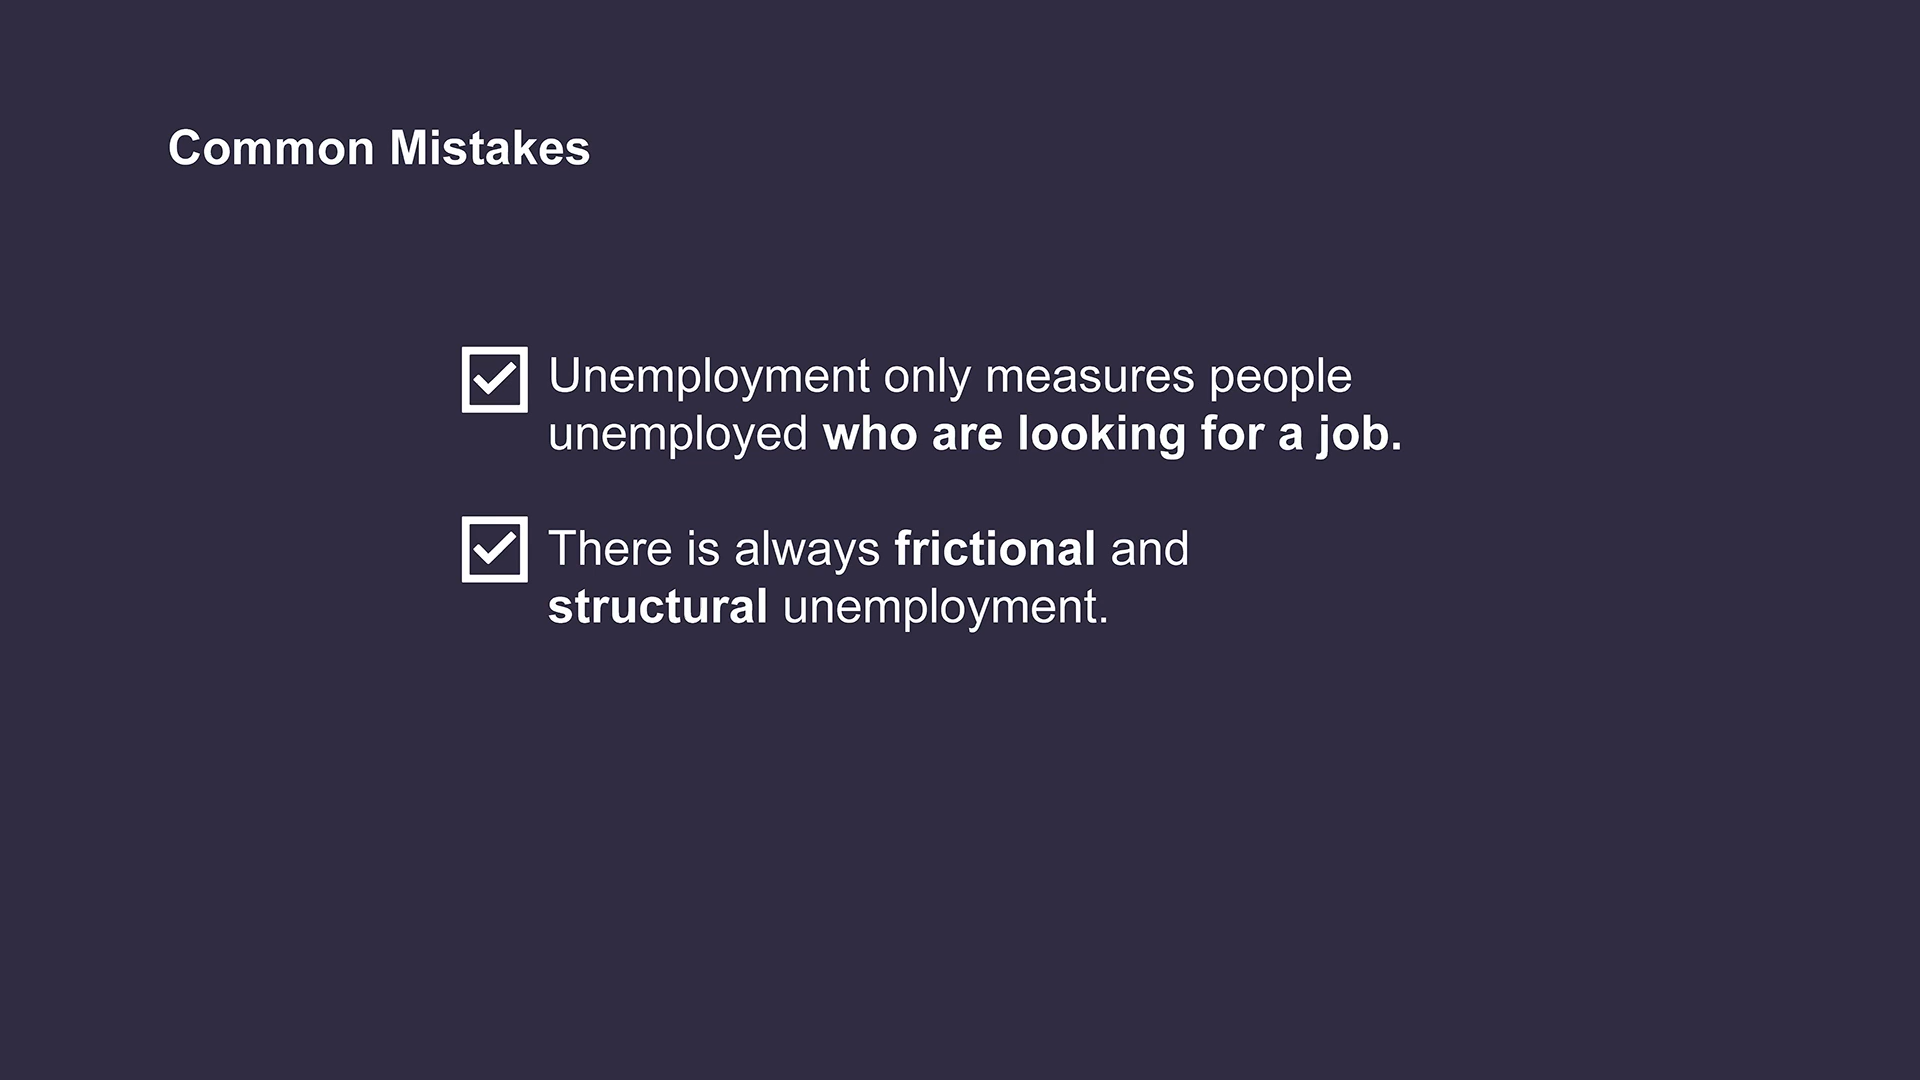 Common Mistakes
Unemployment only measures people
unemployed who are looking for a job.
There is always frictional and
structural unemployment.